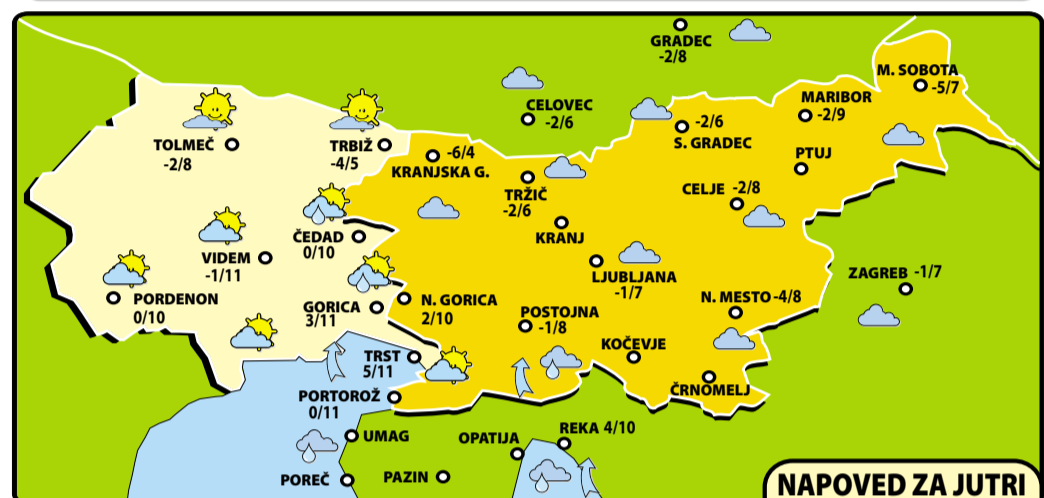 GRADEC
-2/8
M. SOBOTA
-5/7
CELOVEC
-2/6
MARIBOR
-2/9
-2/6
S. GRADEC
TOLMEČ
-2/8
TRBIŽ
-4/5
-6/4
KRANJSKA G.
PTUJ
TRŽIČ
-2/6
CELJE -2/8
KRANJ
ČEDAD
0/10
VIDEM
-1/11
LJUBLJANA
-1/7
ZAGREB -1/7
PORDENON
0/10
GORICA
3/11
N. GORICA
2/10
N. MESTO -4/8
POSTOJNA
-1/8
KOČEVJE
TRST
5/11
ČRNOMELJ
PORTOROŽ
0/11
UMAG
OPATIJA
REKA 4/10
POREČ
PAZIN
NAPOVED ZA JUTRI